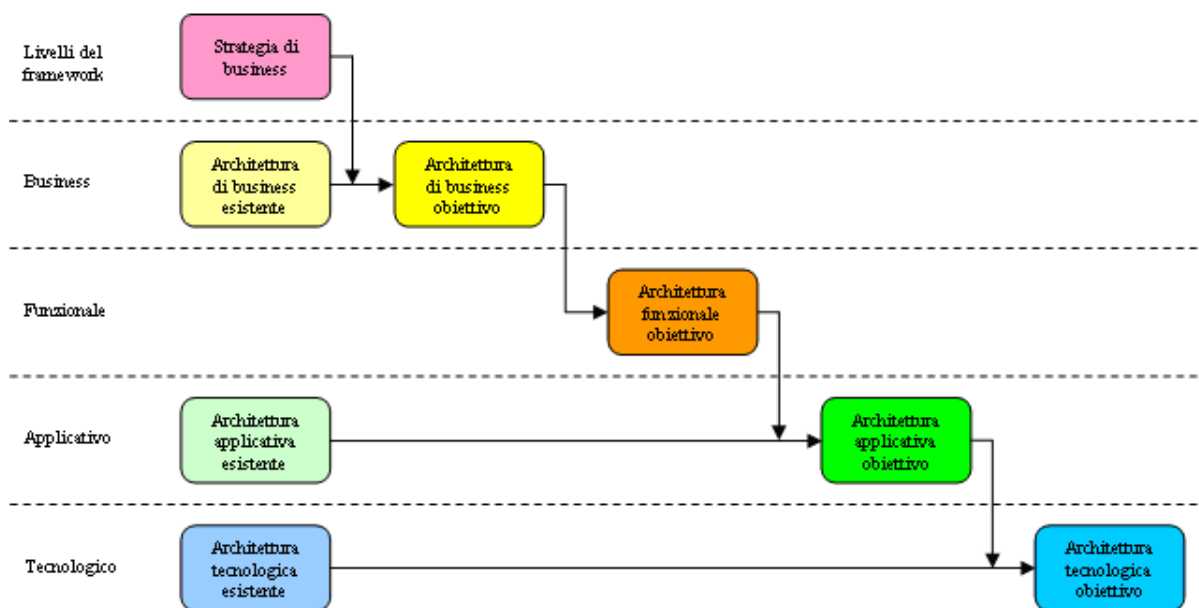 Livelli del
framework
Strategia di
business
Business
Architettura
di business
esistente
Architettura
di business
obiettivo
Funzionale
Architettura
funzionale
obiettivo
Applicativo
Architettura
applicativa
esistente
Architettura
applicativa
obiettivo
Tecnologico
Architettura
tecnologica
esistente
Architettura
tecnologica
obiettivo